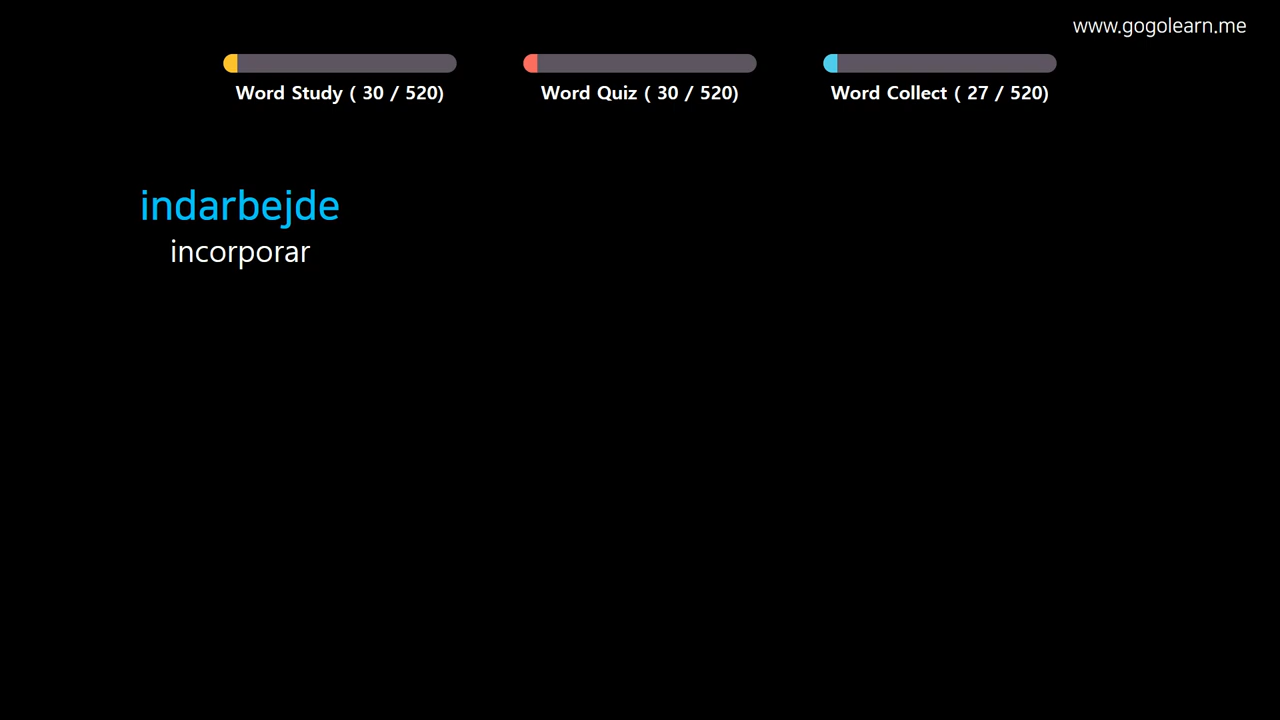 www.gogolearn.me
Word Study ( 30 / 520)
Word Quiz ( 30 / 520)
Word Collect ( 27 / 520)
indarbejde
incorporar